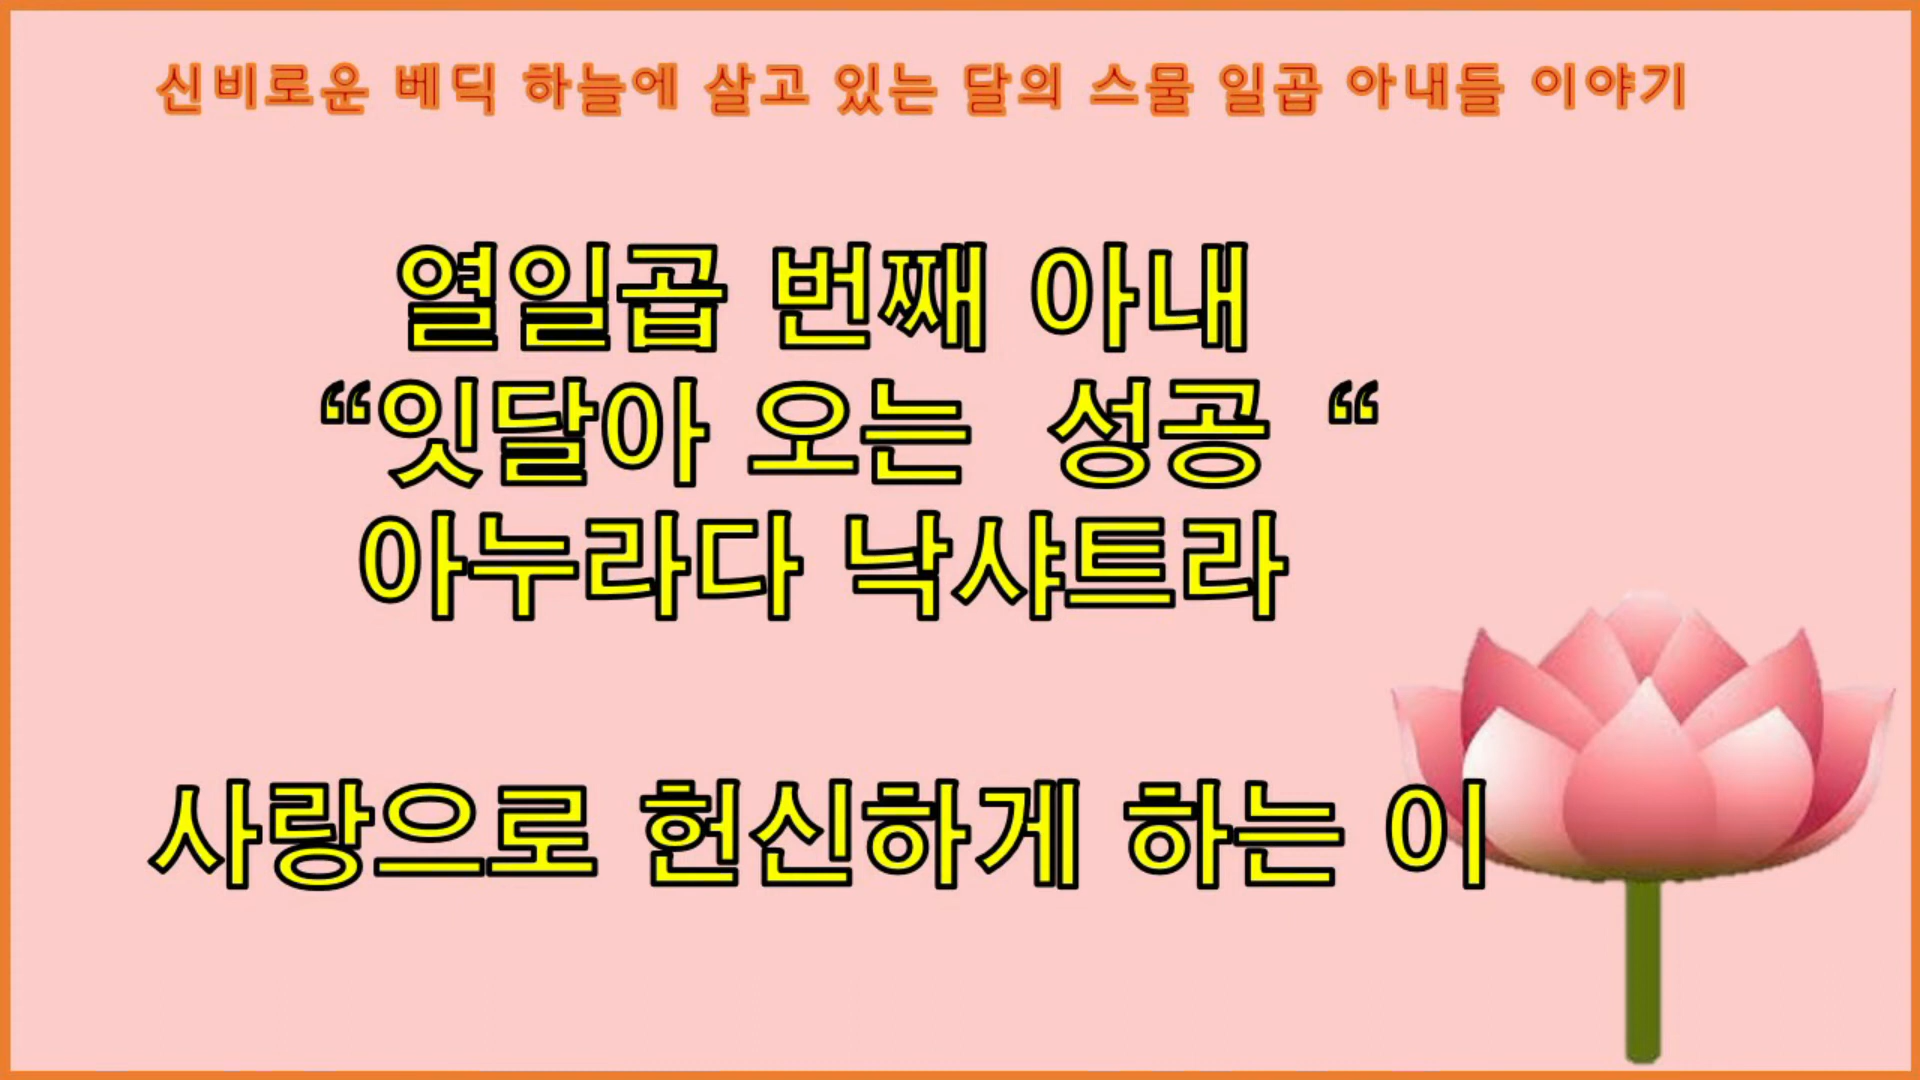 신비로운 베딕 하늘에 살고 있는 달의 스물 일곱 아내들 이야기
열일곱 번째 아내
“잇달아 오는 성공 “
아누라다 낙샤트라
사랑으로 헌신하게 하는 이